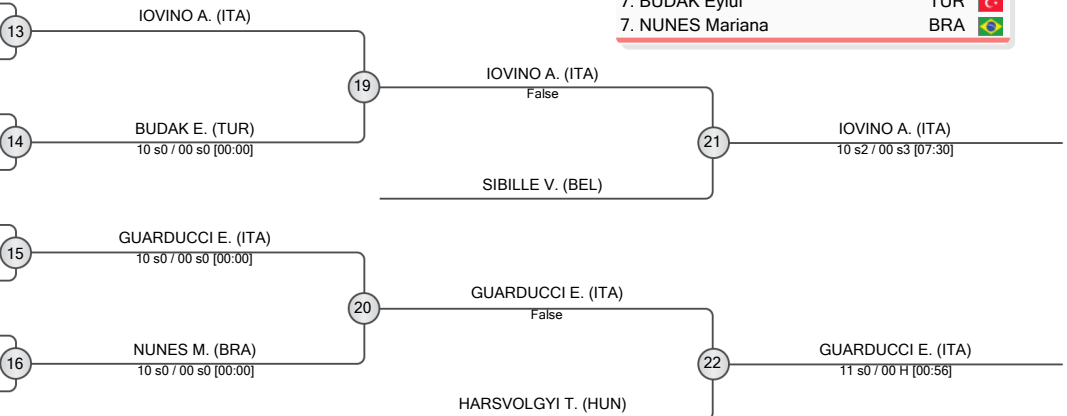 7. BUDAK Eylul TUR
7. NUNES Mariana BRA
13
IOVINO A. (ITA)
19
IOVINO A. (ITA)
False
14
BUDAK E. (TUR)
10 s0 / 00 s0 [00:00]
21
IOVINO A. (ITA)
10 s2 / 00 s3 [07:30]
SIBILLE V. (BEL)
15
GUARDUCCI E. (ITA)
10 s0 / 00 s0 [00:00]
20
GUARDUCCI E. (ITA)
False
16
NUNES M. (BRA)
10 s0 / 00 s0 [00:00]
22
GUARDUCCI E. (ITA)
11 s0 / 00 H [00:56]
HARSVOLGYI T. (HUN)